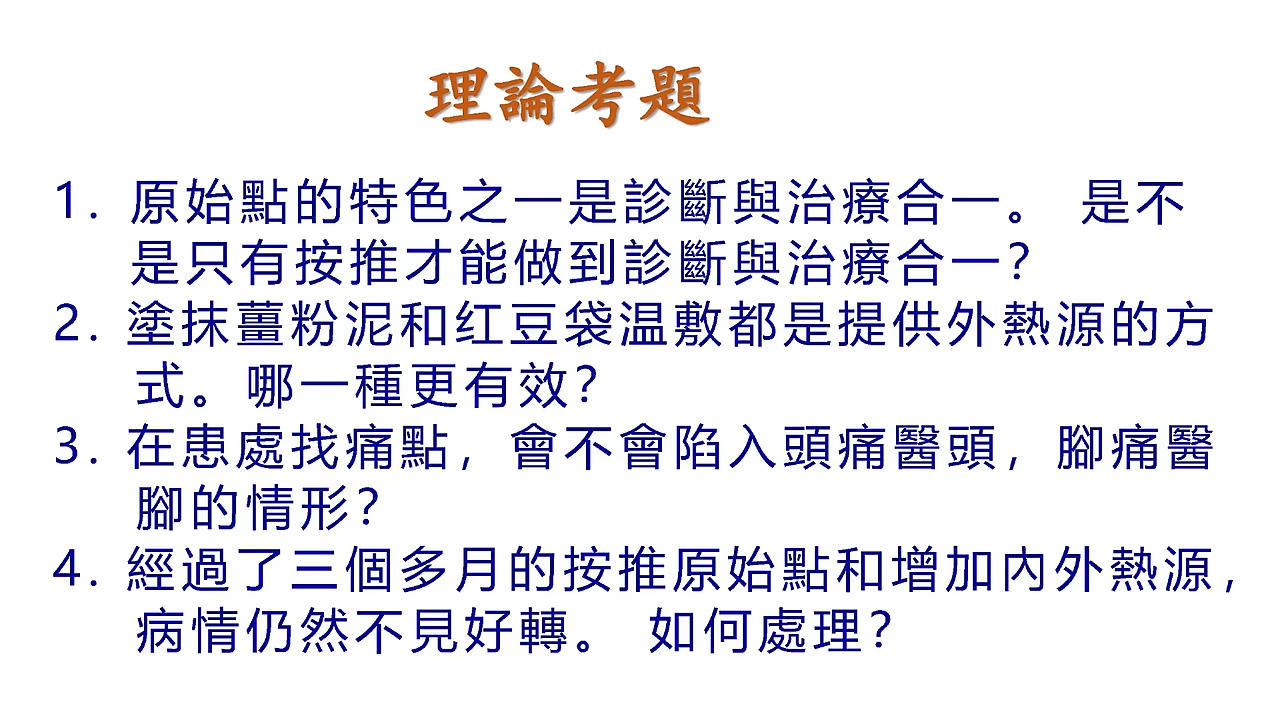 理論考題
1. 原始點的特色之一是診斷與治療合一。 是不
是只有按推才能做到診斷與治療合一?
2. 塗抹薑粉泥和红豆袋温敷都是提供外熱源的方
式。哪一種更有效?
3. 在患處找痛點, 會不會陷入頭痛醫頭, 腳痛醫
腳的情形?
4. 經過了三個多月的按推原始點和增加內外熱源,
病情仍然不見好轉。 如何處理?